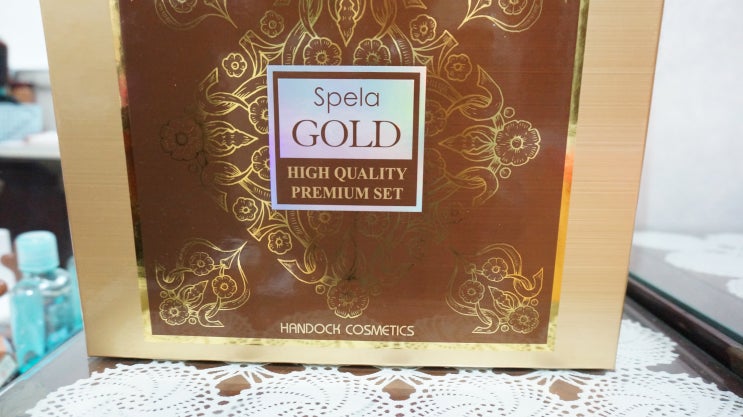 Spela
GOLD
HIGH QUALITY
PREMIUM SET
HANDOCK COSMETICS